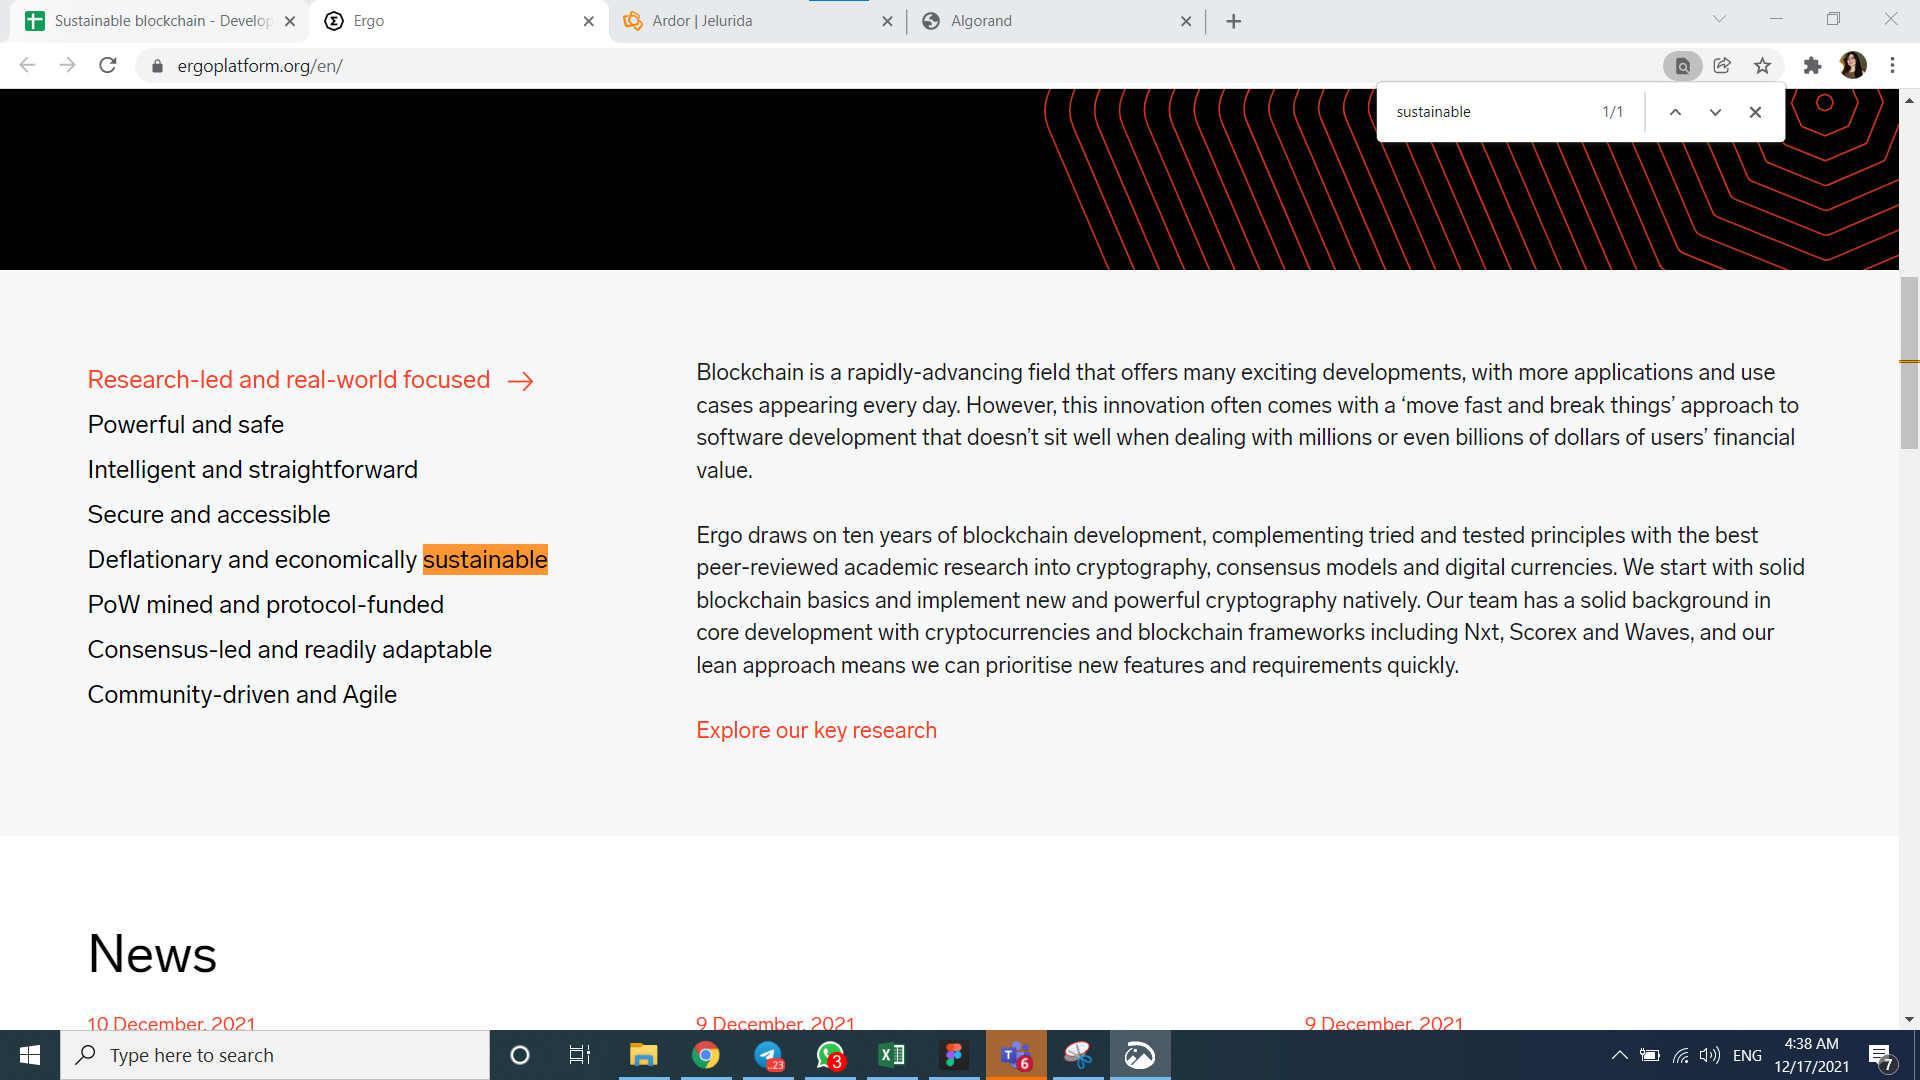 Sustainable blockchain - Develop
Ergo
Ardor | Jelurida
Algorand
ergoplatform.org/en/
sustainable
1/1
Research-led and real-world focused →
Powerful and safe
Intelligent and straightforward
Secure and accessible
Deflationary and economically sustainable
PoW mined and protocol-funded
Consensus-led and readily adaptable
Community-driven and Agile
Blockchain is a rapidly-advancing field that offers many exciting developments, with more applications and use
cases appearing every day. However, this innovation often comes with a ‘move fast and break things’ approach to
software development that doesn’t sit well when dealing with millions or even billions of dollars of users’ financial
value.
Ergo draws on ten years of blockchain development, complementing tried and tested principles with the best
peer-reviewed academic research into cryptography, consensus models and digital currencies. We start with solid
blockchain basics and implement new and powerful cryptography natively. Our team has a solid background in
core development with cryptocurrencies and blockchain frameworks including Nxt, Scorex and Waves, and our
lean approach means we can prioritise new features and requirements quickly.
Explore our key research
News
10 December, 2021
9 December, 2021
9 December, 2021
Type here to search
..23
3
6
ENG
4:38 AM
12/17/2021
7